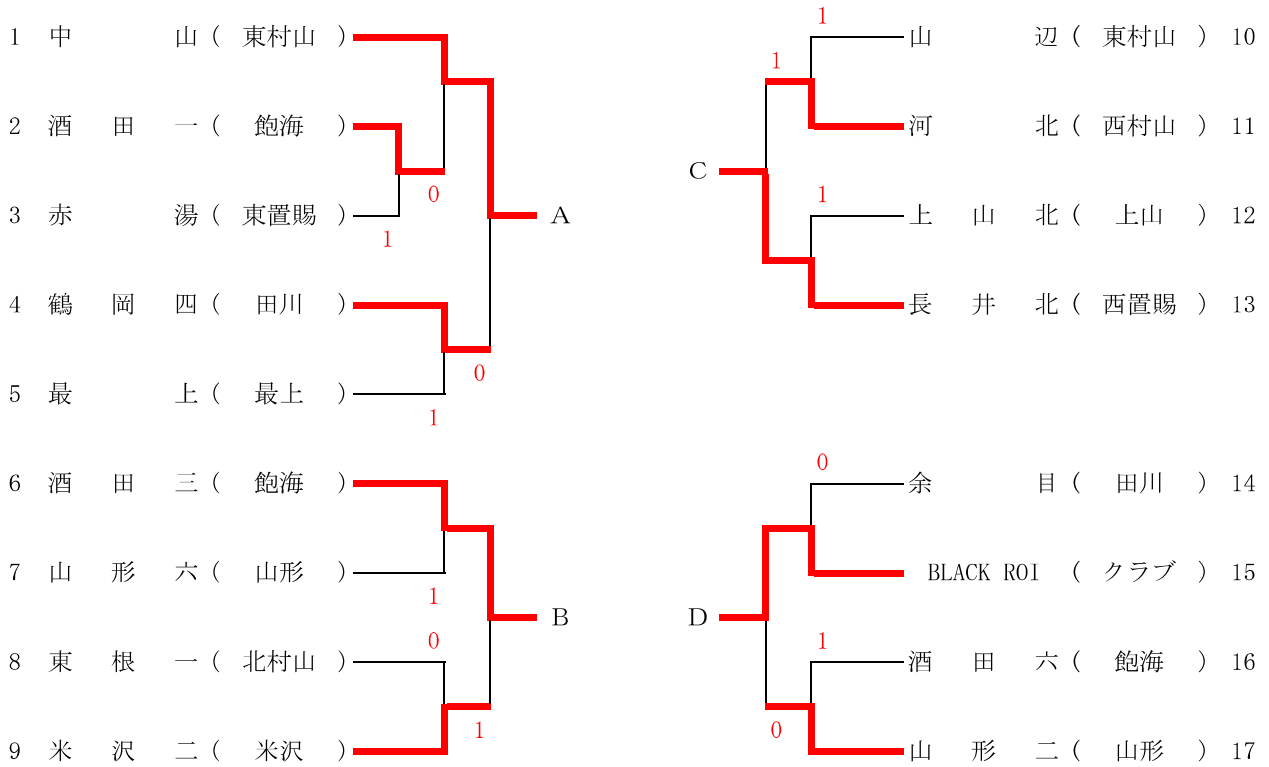 1 中 山 ( 東村山 )
2 酒 田 一 ( 飽海 )
0
3 赤 湯 ( 東置賜 )
1
A
4 鶴 岡 四 ( 田川 )
0
5 最 上 ( 最上 )
1
6 酒 田 三 ( 飽海 )
7 山 形 六 ( 山形 )
1
B
0
8 東 根 一 ( 北村山 )
1
9 米 沢 二 ( 米沢 )
1
山 辺 ( 東村山 ) 10
1
河 北 ( 西村山 ) 11
C
1
上 山 北 ( 上山 ) 12
長 井 北 ( 西置賜 ) 13
0
余 目 ( 田川 ) 14
BLACK ROI ( クラブ ) 15
D
1
酒 田 六 ( 飽海 ) 16
0
山 形 二 ( 山形 ) 17